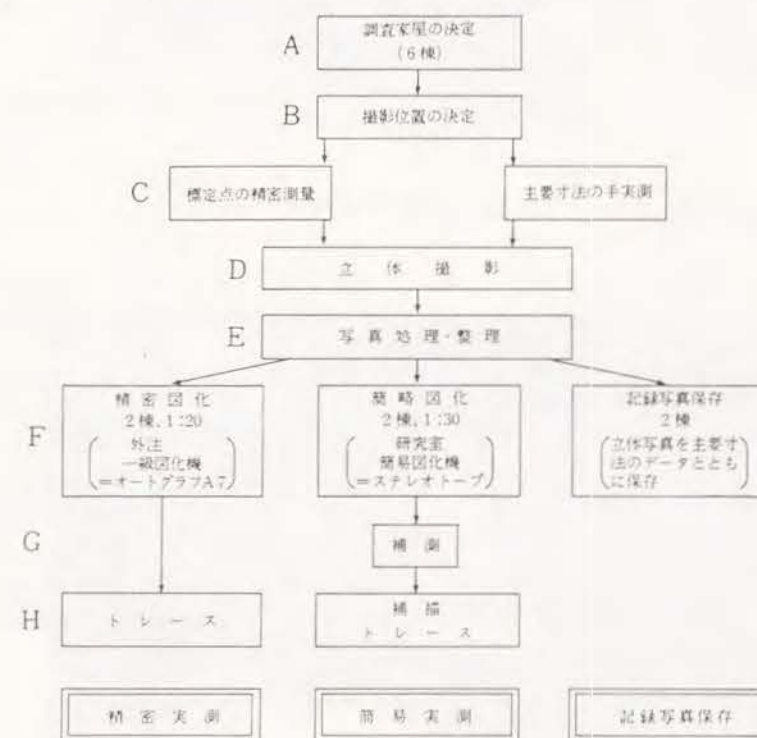 A
調査家屋の決定
(6棟)
B
撮影位置の決定
C
標定点の精密測量
主要寸法の手実測
D
立体撮影
E
写真処理・整理
F
精密図化
2棟、1:20
外注
一級図化機
=オートグラフA7
簡略図化
2棟、1:30
研究室
簡易図化機
=ステレオトープ
記録写真保存
2棟
立体写真を主要寸
法のデータととも
に保存
G
補測
H
トレース
補描
トレース
精密実測
簡易実測
記録写真保存